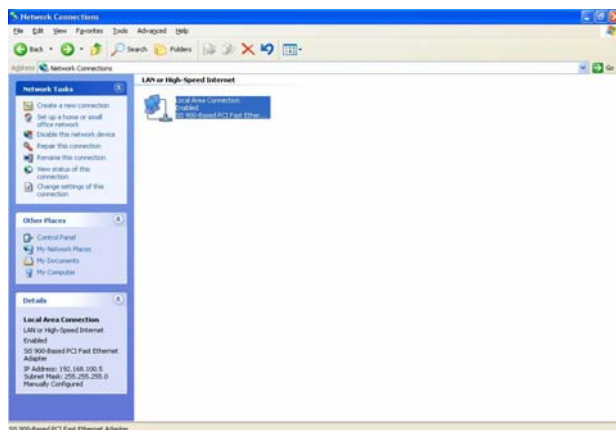 Network Connections
File Edit View Favorites Tools Advanced Help
Back Search Folders
Address Network Connections Go
Network Tasks
Create a new connection
Set up a home or small
office network
Disable this network device
Repair this connection
Rename this connection
View status of this
connection
Change settings of this
connection
Other Places
Control Panel
My Network Places
My Documents
My Computer
Details
Local Area Connection
LAN or High-Speed Internet
Enabled
SiS 900-Based PCI Fast Ethernet
Adapter
IP Address: 192.168.100.5
Subnet Mask: 255.255.255.0
Manually Configured
LAN or High-Speed Internet
Local Area Connection
Enabled
SiS 900-Based PCI Fast Ether...
SiS 900-Based PCI Fast Ethernet Adapter